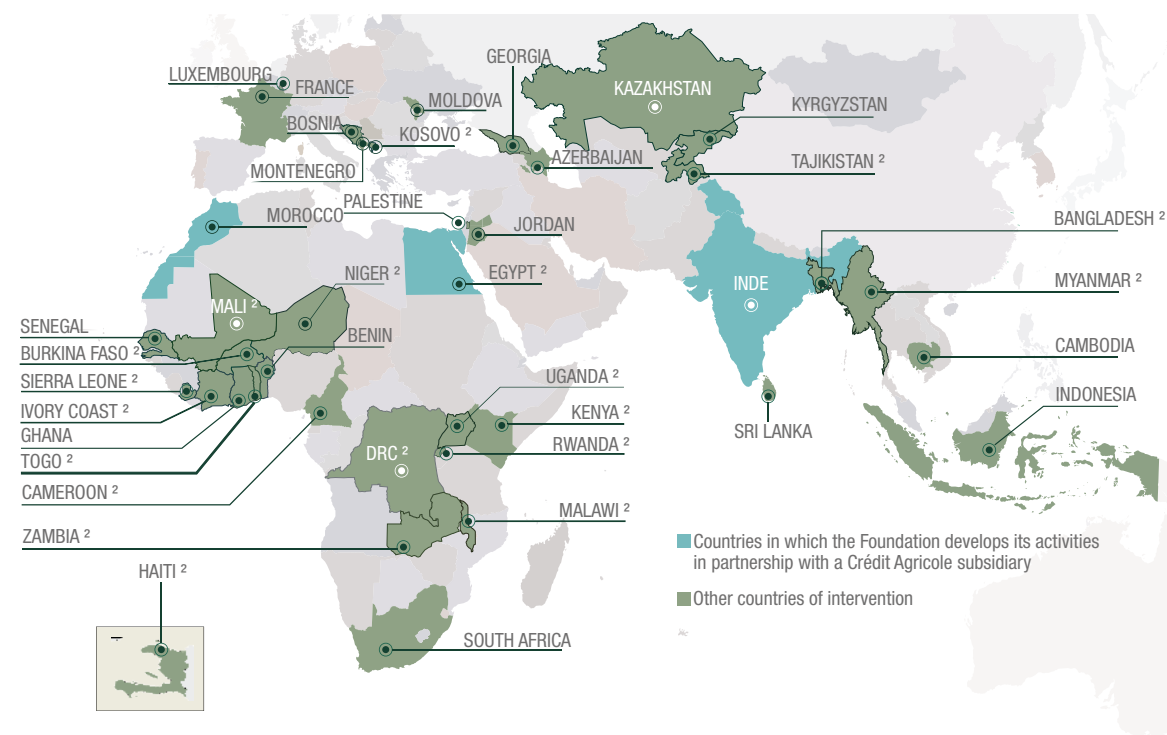 GEORGIA
LUXEMBOURG
FRANCE
KAZAKHSTAN
MOLDOVA
KYRGYZSTAN
BOSNIA
KOSOVO ²
AZERBAIJAN
TAJIKISTAN ²
MONTENEGRO
PALESTINE
MOROCCO
JORDAN
BANGLADESH ²
NIGER ²
EGYPT ²
INDE
MYANMAR ²
MALI ²
SENEGAL
BENIN
BURKINA FASO ²
CAMBODIA
SIERRA LEONE ²
UGANDA ²
INDONESIA
IVORY COAST ²
KENYA ²
SRI LANKA
GHANA
RWANDA ²
TOGO ²
DRC ²
CAMEROON ²
MALAWI ²
ZAMBIA ²
Countries in which the Foundation develops its activities
in partnership with a Crédit Agricole subsidiary
HAITI ²
Other countries of intervention
SOUTH AFRICA